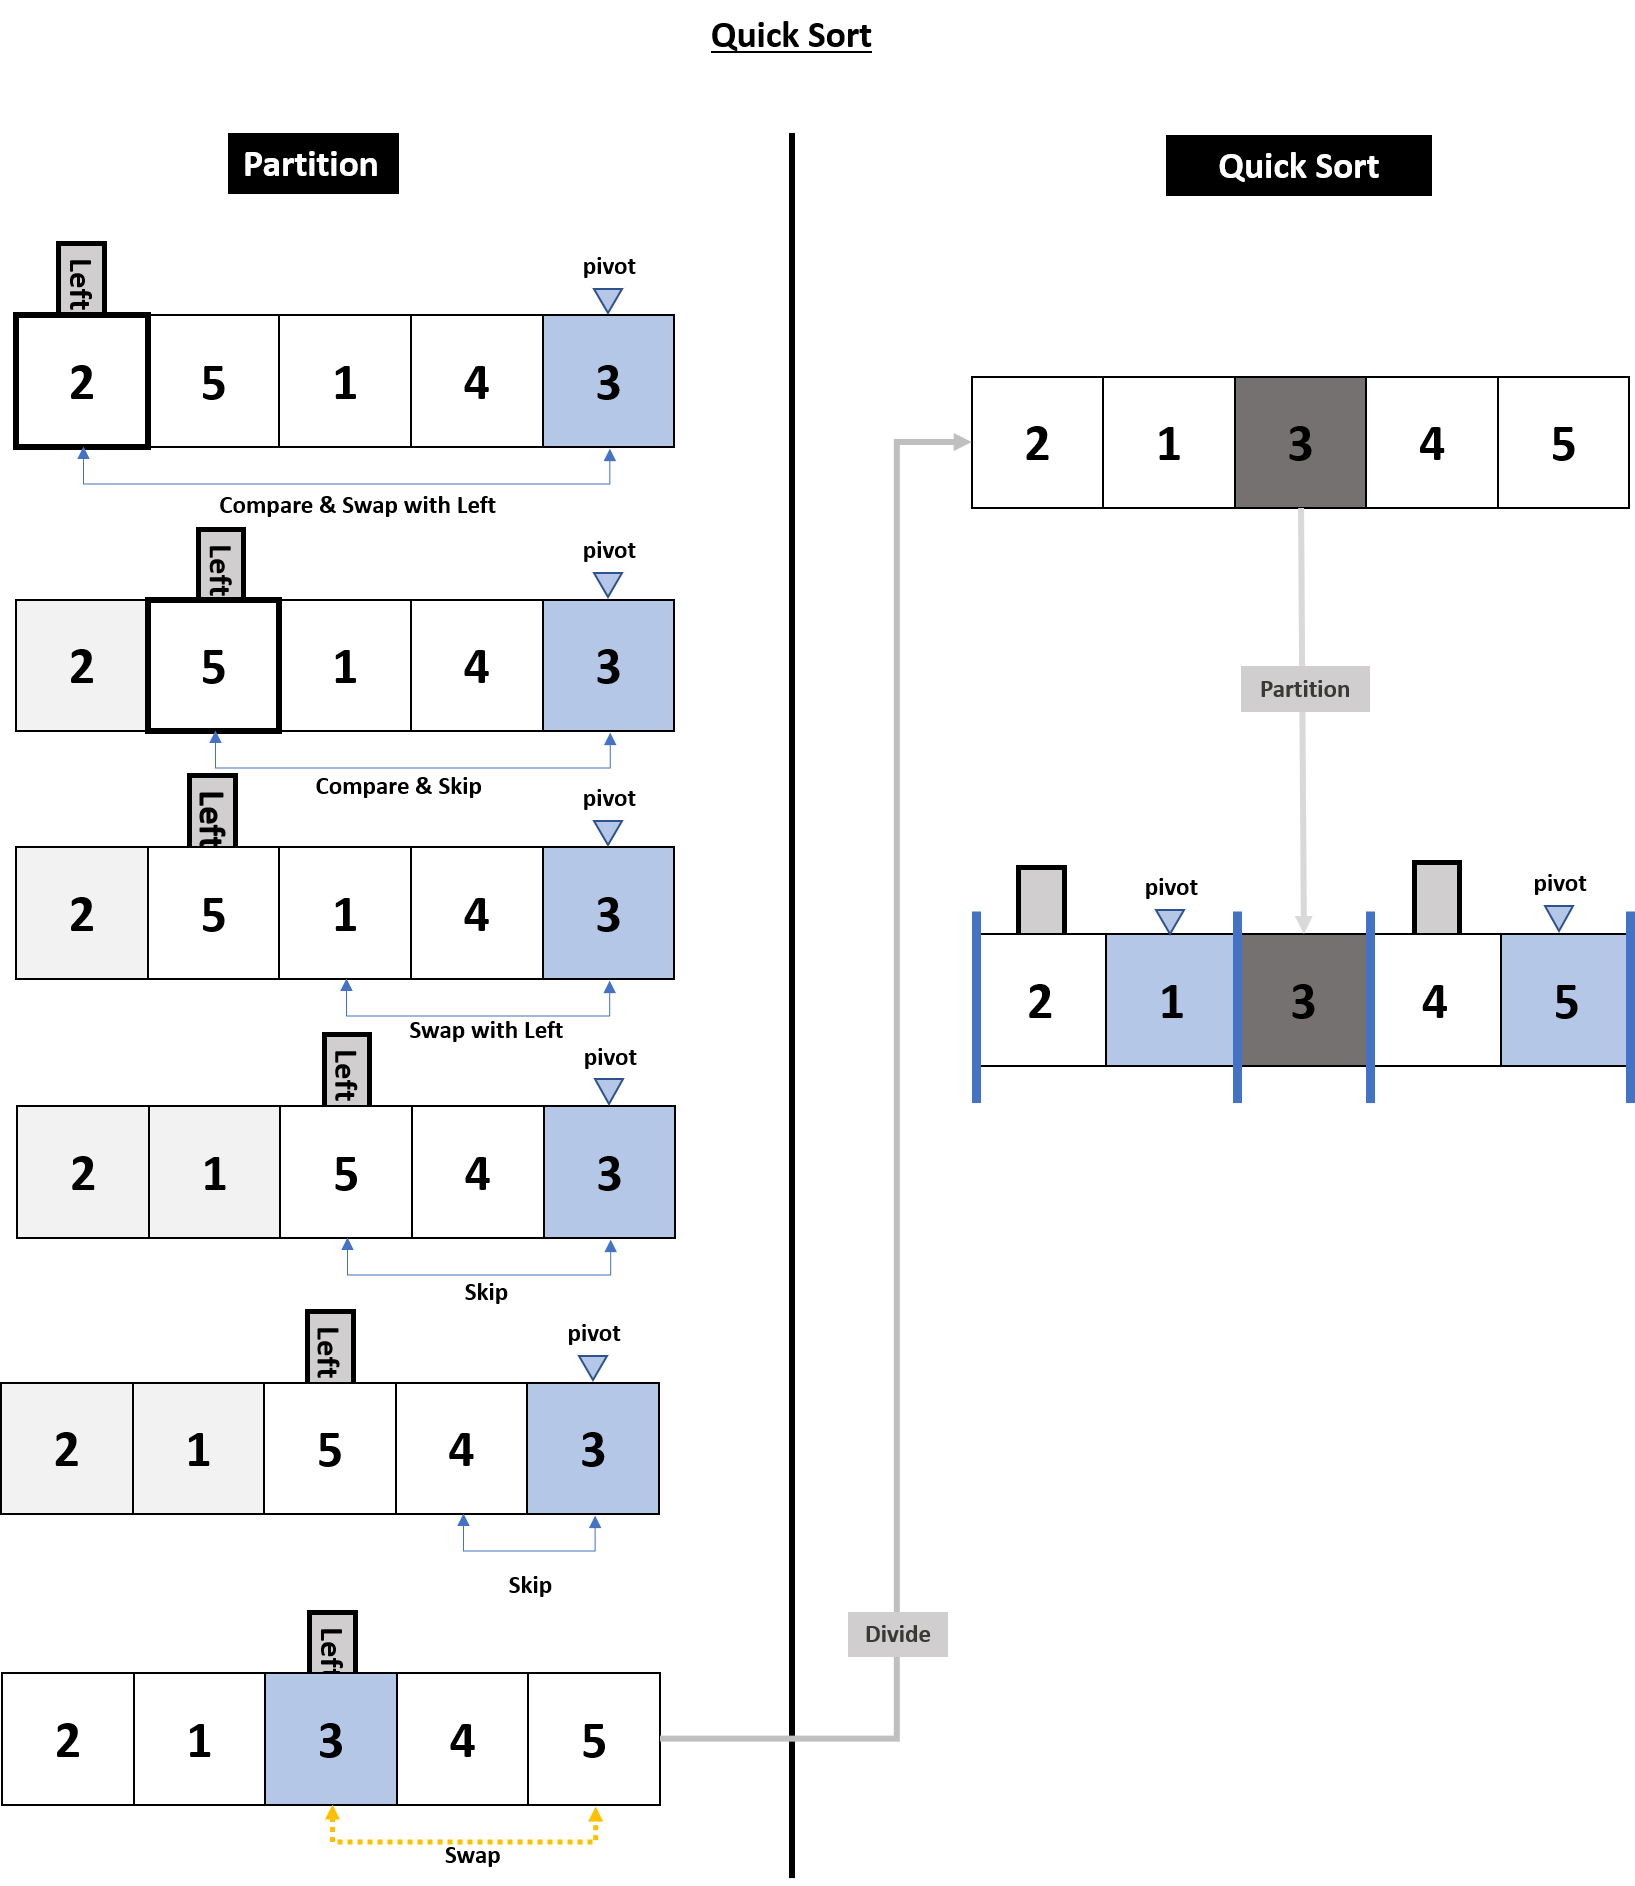 Quick Sort
Partition
Left
pivot
2 5 1 4 3
Compare & Swap with Left
Left
pivot
2 5 1 4 3
Compare & Skip
Left
pivot
2 5 1 4 3
Swap with Left
Left
pivot
2 1 5 4 3
Skip
Left
pivot
2 1 5 4 3
Skip
Left
2 1 3 4 5
Swap
Divide
Quick Sort
2 1 3 4 5
Partition
pivot
pivot
2 1 3 4 5